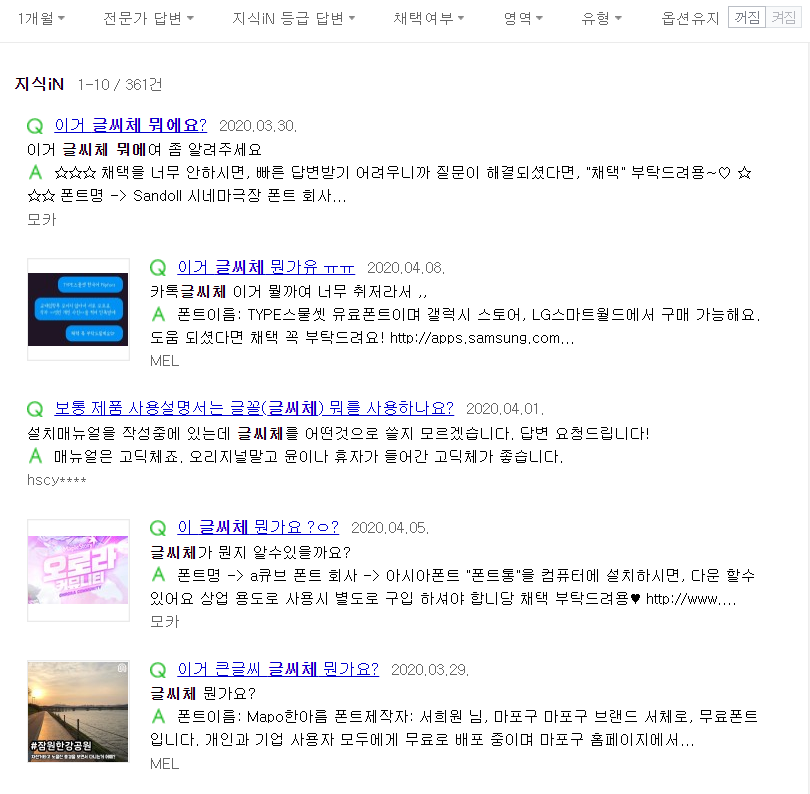 1개월 전문가 답변 지식iN 등급 답변 채택여부 영역 유형 옵션유지 꺼짐 켜짐
지식iN 1-10 / 361건
Q 이거 글씨체 뭐에요? 2020.03.30.
이거 글씨체 뭐에여 좀 알려주세요
A ☆☆☆ 채택을 너무 안하시면, 빠른 답변받기 어려우니까 질문이 해결되셨다면, "채택" 부탁드려용~♡ ☆
☆☆ 폰트명 -> Sandoll 시네마극장 폰트 회사...
모카
Q 이거 글씨체 뭔가유 ㅠㅠ 2020.04.08.
카톡글씨체 이거 뭘까여 너무 취저라서 ,,
A 폰트이름: TYPE스물셋 유료폰트이며 갤럭시 스토어, LG스마트월드에서 구매 가능해요.
도움 되셨다면 채택 꼭 부탁드려요! http://apps.samsung.com...
MEL
Q 보통 제품 사용설명서는 글꼴(글씨체) 뭐를 사용하나요? 2020.04.01.
설치매뉴얼을 작성중에 있는데 글씨체를 어떤것으로 쓸지 모르겠습니다. 답변 요청드립니다!
A 매뉴얼은 고딕체죠. 오리지널말고 윤이나 휴자가 들어간 고딕체가 좋습니다.
hscy****
오로라
커뮤니티
Q 이 글씨체 뭔가요 ?ㅇ? 2020.04.05.
글씨체가 뭔지 알수있을까요?
A 폰트명 -> a큐브 폰트 회사 -> 아시아폰트 "폰트통"을 컴퓨터에 설치하시면, 다운 할수
있어요 상업 용도로 사용시 별도로 구입 하셔야 합니당 채택 부탁드려용♥ http://www....
모카
#잠원한강공원
Q 이거 큰글씨 글씨체 뭔가요? 2020.03.29.
글씨체 뭔가요?
A 폰트이름: Mapo한아름 폰트제작자: 서희원 님, 마포구 마포구 브랜드 서체로, 무료폰트
입니다. 개인과 기업 사용자 모두에게 무료로 배포 중이며 마포구 홈페이지에서...
MEL